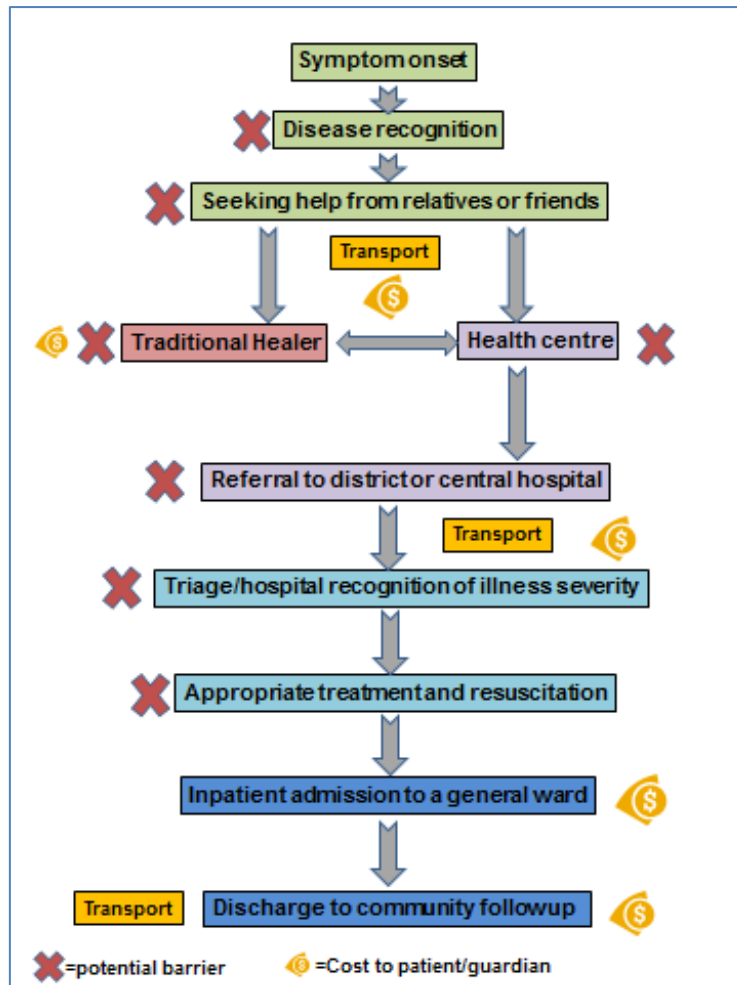 Symptom onset
Disease recognition
Seeking help from relatives or friends
Transport
$
$
Traditional Healer
Health centre
Referral to district or central hospital
Transport
$
Triage/hospital recognition of illness severity
Appropriate treatment and resuscitation
Inpatient admission to a general ward
$
Transport
Discharge to community followup
$
=potential barrier
$
=Cost to patient/guardian